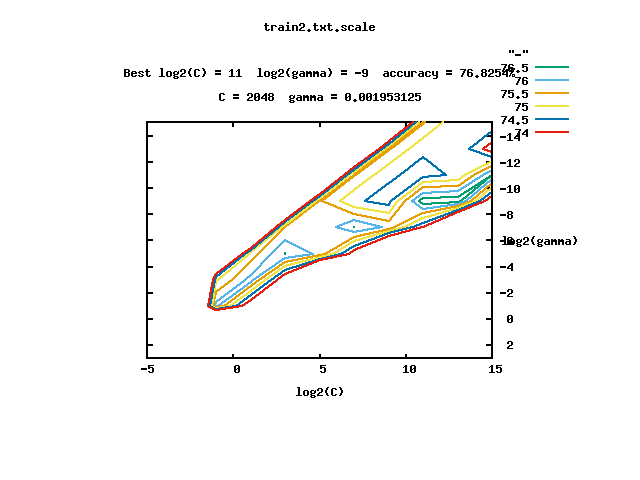 train2.txt.scale
"-"
Best log2(C) = 11  log2(gamma) = -9  accuracy = 76.8254%
76.5
76
C = 2048  gamma = 0.001953125
75.5
75
74.5
74
-14
-12
-10
-8
-6
log2(gamma)
-4
-2
0
2
-5 0 5 10 15
log2(C)